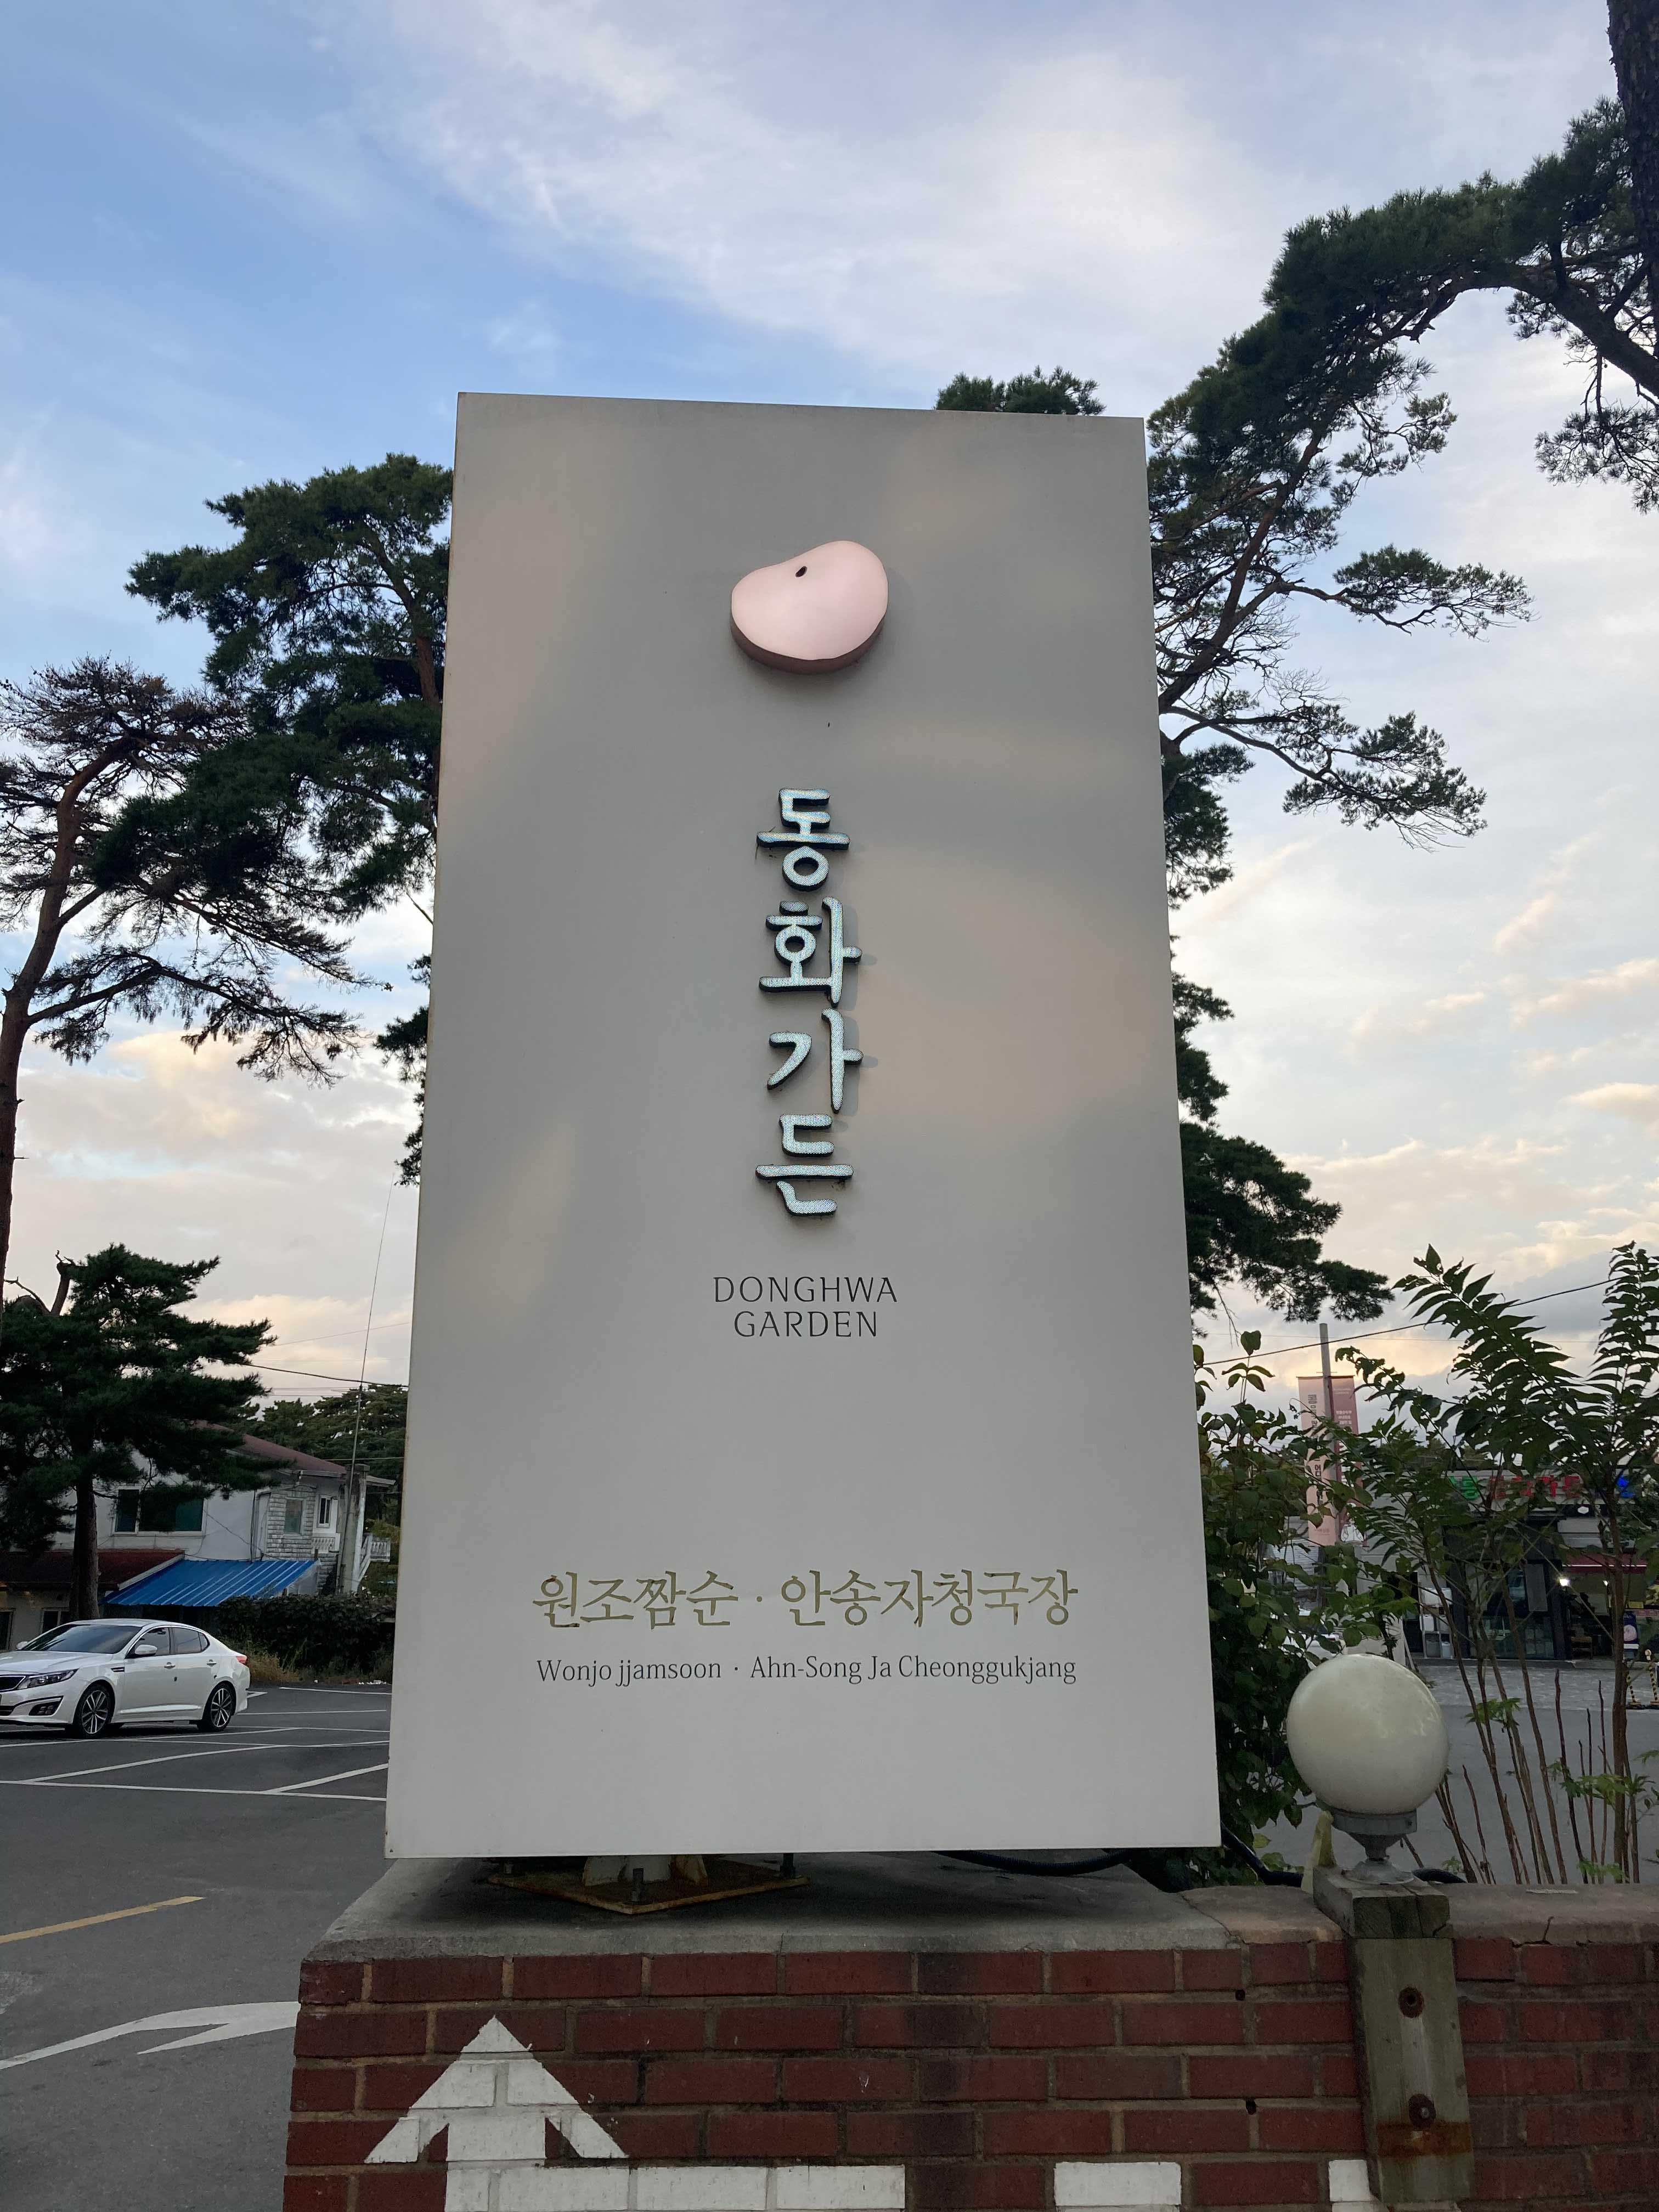 동화가든
DONGHWA
GARDEN
원조짬순 · 안송자청국장
Wonjo jjamsoon · Ahn-Song Ja Cheonggukjang